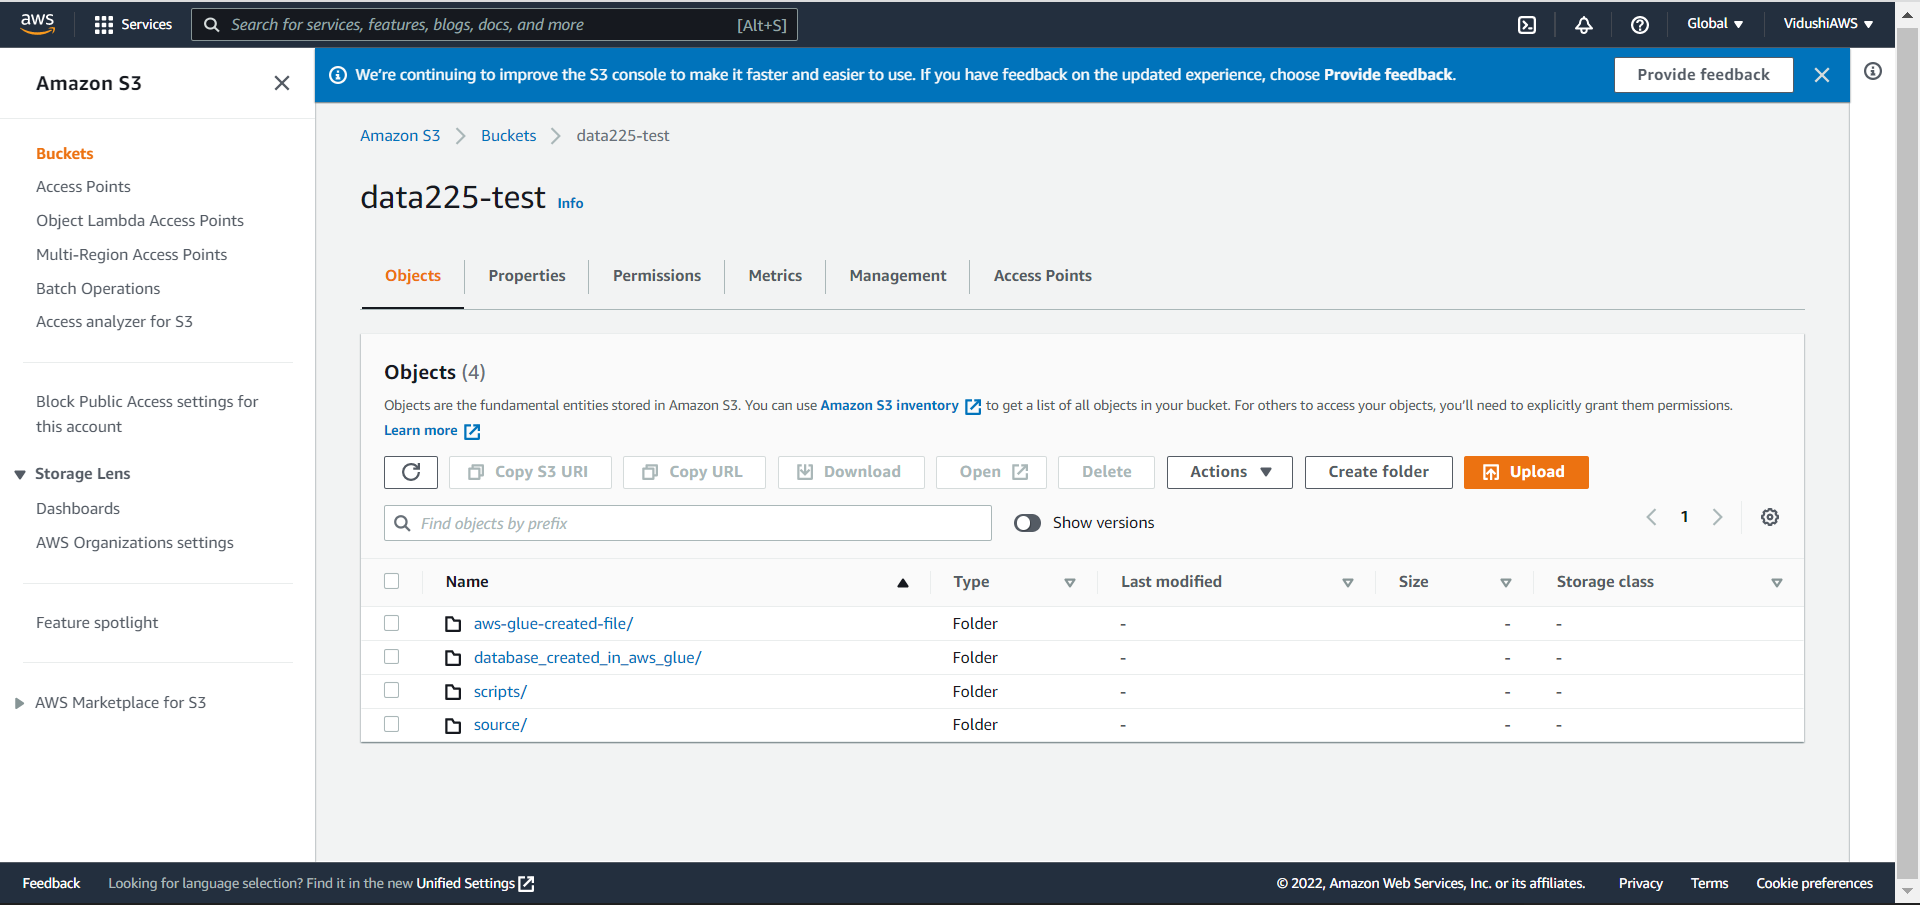 aws
Services
Search for services, features, blogs, docs, and more
[Alt+S]
Global
VidushiAWS
Amazon S3
We're continuing to improve the S3 console to make it faster and easier to use. If you have feedback on the updated experience, choose Provide feedback.
Provide feedback
Buckets
Access Points
Object Lambda Access Points
Multi-Region Access Points
Batch Operations
Access analyzer for S3
Block Public Access settings for
this account
Storage Lens
Dashboards
AWS Organizations settings
Feature spotlight
AWS Marketplace for S3
Amazon S3 Buckets data225-test
data225-test Info
Objects Properties Permissions Metrics Management Access Points
Objects (4)
Objects are the fundamental entities stored in Amazon S3. You can use Amazon S3 inventory to get a list of all objects in your bucket. For others to access your objects, you'll need to explicitly grant them permissions.
Learn more
Copy S3 URI Copy URL Download Open Delete Actions Create folder Upload
Find objects by prefix Show versions 1
Name Type Last modified Size Storage class
aws-glue-created-file/ Folder - - -
database_created_in_aws_glue/ Folder - - -
scripts/ Folder - - -
source/ Folder - - -
Feedback Looking for language selection? Find it in the new Unified Settings © 2022, Amazon Web Services, Inc. or its affiliates. Privacy Terms Cookie preferences